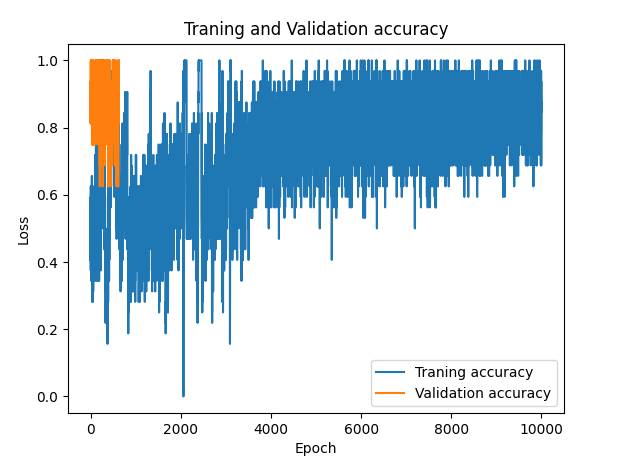 Traning and Validation accuracy
1.0
0.8
0.6
0.4
0.2
0.0
Loss
0
2000
4000
6000
8000
10000
Epoch
Traning accuracy
Validation accuracy